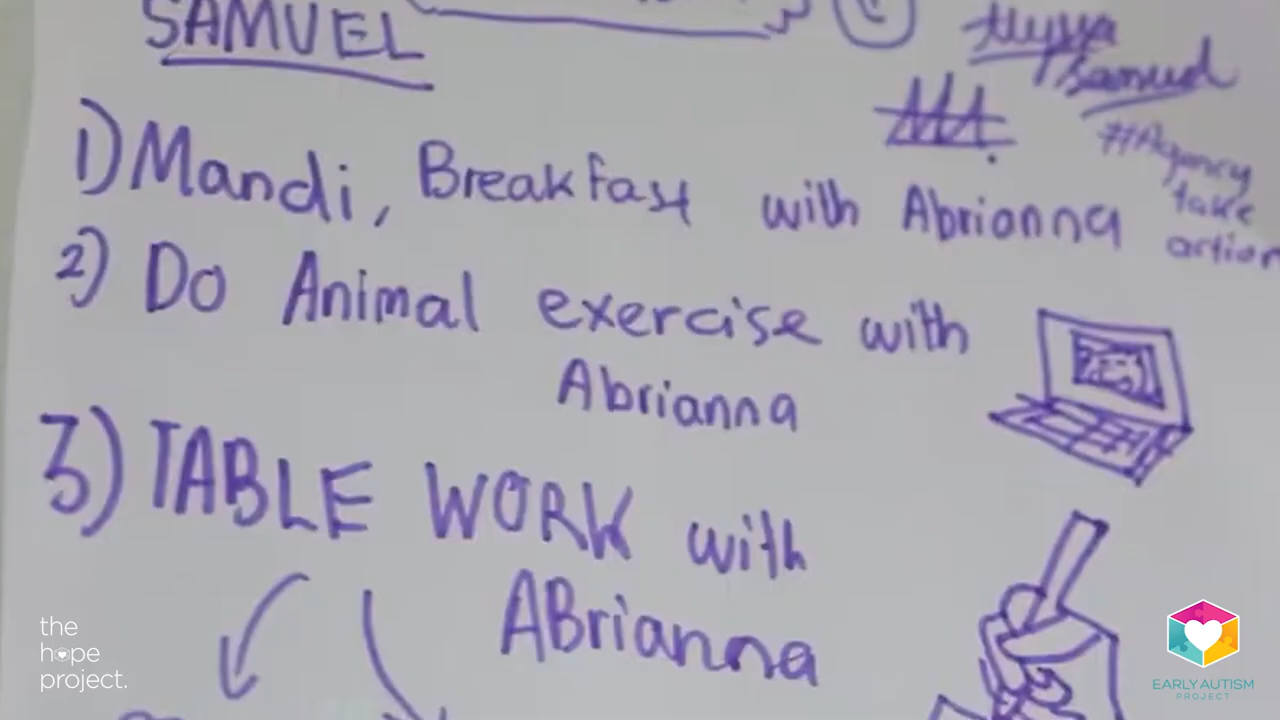 SAMUEL
Samuel
#Agency
take
action
1) Mandi, Breakfast with Abrianna
2) Do Animal exercise with
Abrianna
3) TABLE WORK with
ABrianna
the
hope
project.
EARLY AUTISM
PROJECT